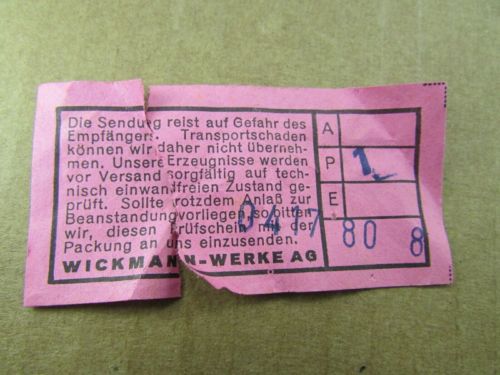 Die Sendung reist auf Gefahr des
Empfängers. Transportschaden
können wir daher nicht überneh-
men. Unsere Erzeugnisse werden
vor Versand sorgfältig auf tech-
nisch einwandfreien Zustand ge-
prüft. Sollte trotzdem Anlaß zur
Beanstandung vorliegen, so bitten
wir, diesen Prüfschein mit der
Packung an uns einzusenden.
WICKMANN-WERKE AG
A
P 1
E
0417 80 8